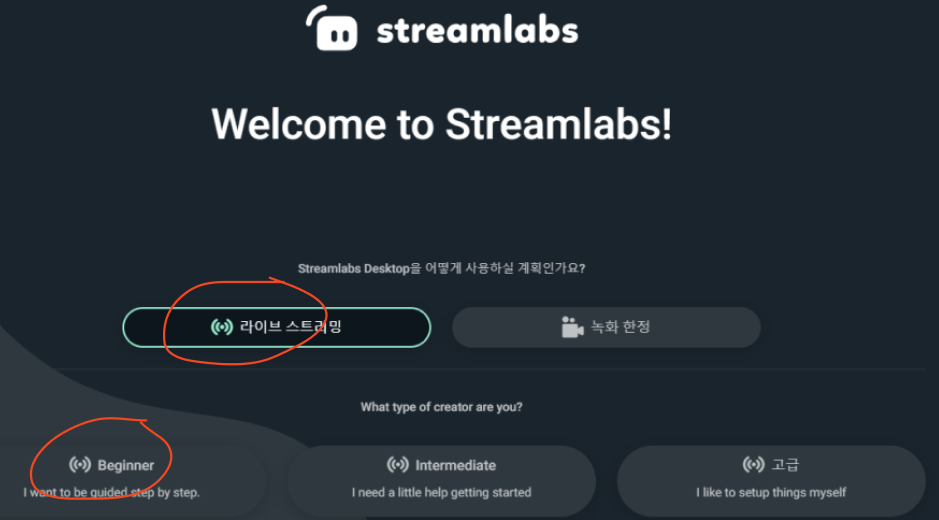 streamlabs
Welcome to Streamlabs!
Streamlabs Desktop을 어떻게 사용하실 계획인가요?
라이브 스트리밍
녹화 한정
What type of creator are you?
Beginner
I want to be guided step by step.
Intermediate
I need a little help getting started
고급
I like to setup things myself